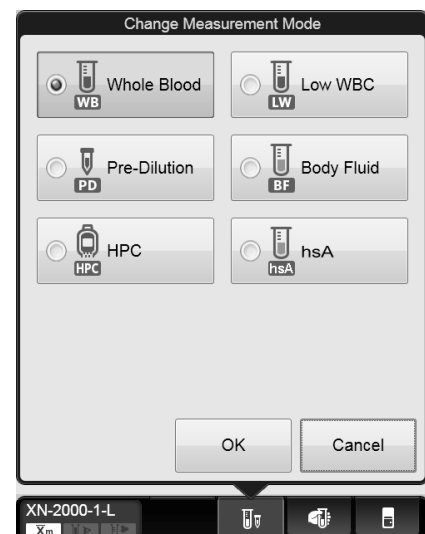 Change Measurement Mode
Whole Blood
WB
Low WBC
LW
Pre-Dilution
PD
Body Fluid
BF
HPC
HPC
hsA
hsA
OK
Cancel
XN-2000-1-L
Xm